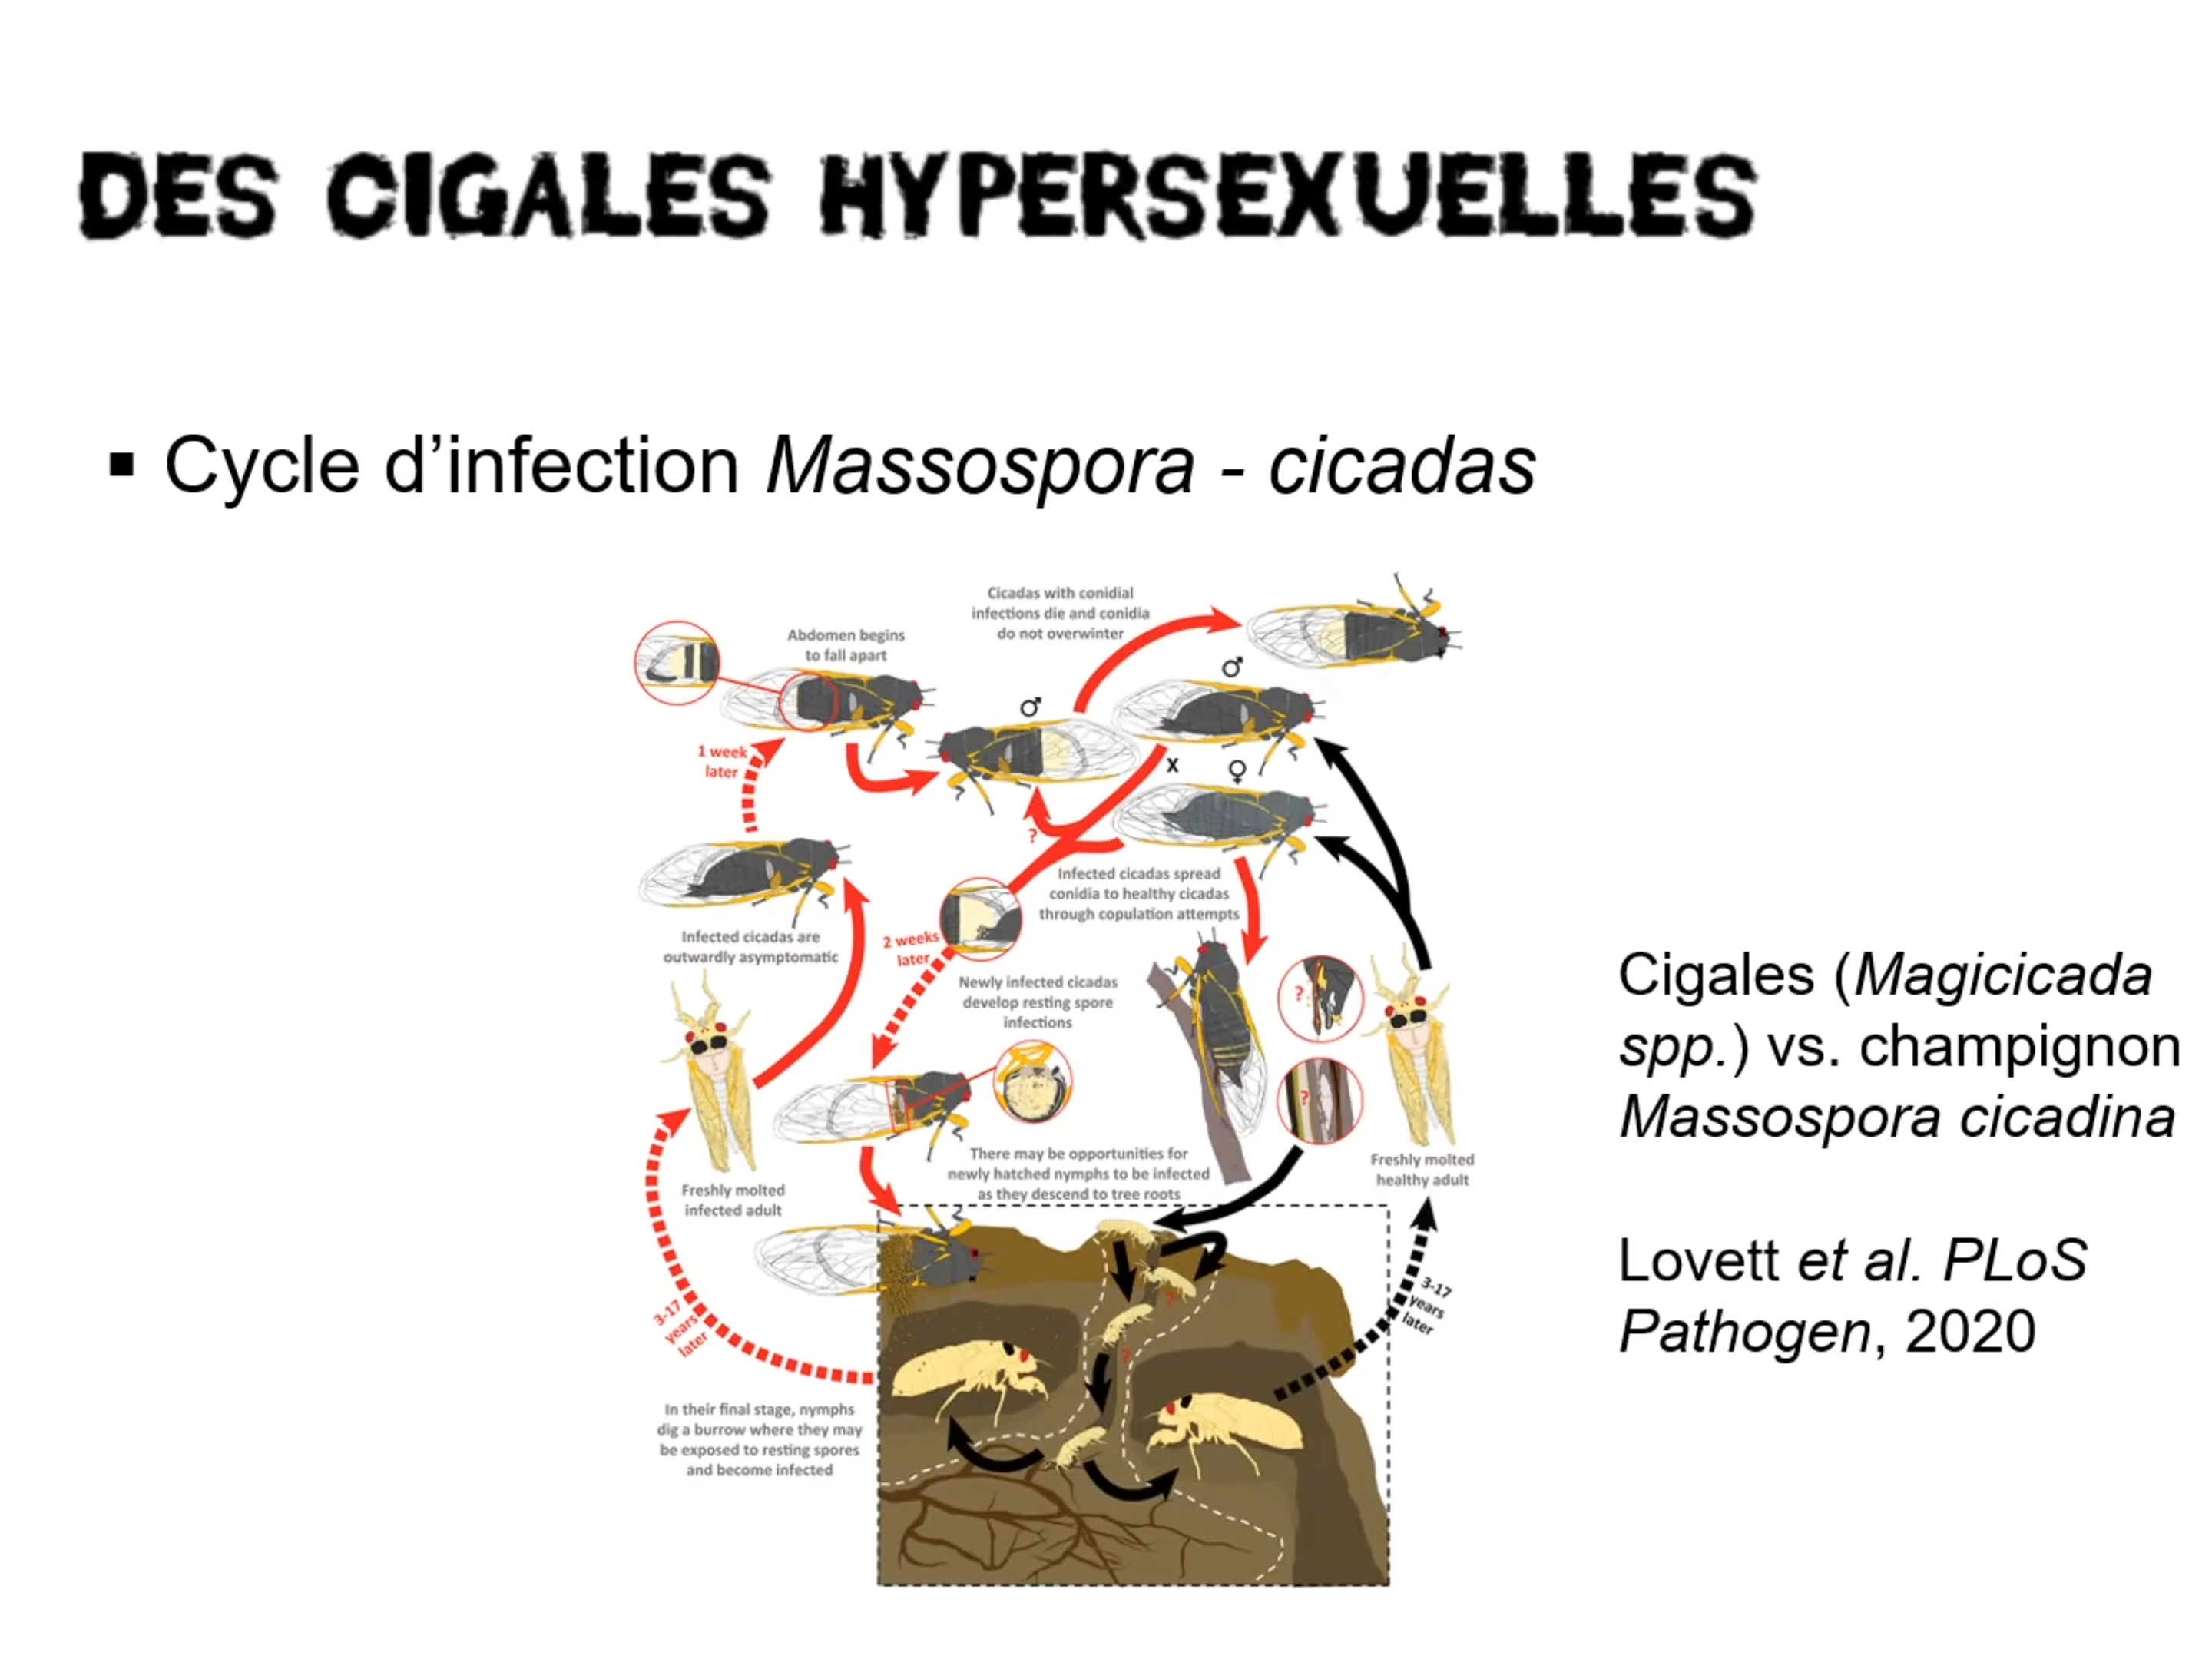 DES CIGALES HYPERSEXUELLES
▪ Cycle d’infection Massospora - cicadas
Cicadas with conidial
infections die and conidia
do not overwinter
Abdomen begins
to fall apart
♂
♂
1 week
later
x
♀
?
Infected cicadas spread
conidia to healthy cicadas
through copulation attempts
Infected cicadas are
outwardly asymptomatic
2 weeks
later
Newly infected cicadas
develop resting spore
infections
?
?
There may be opportunities for
newly hatched nymphs to be infected
as they descend to tree roots
Freshly molted
healthy adult
Freshly molted
infected adult
?
?
3-17
years
later
3-17
years
later
In their final stage, nymphs
dig a burrow where they may
be exposed to resting spores
and become infected
Cigales (Magicicada
spp.) vs. champignon
Massospora cicadina
Lovett et al. PLoS
Pathogen, 2020